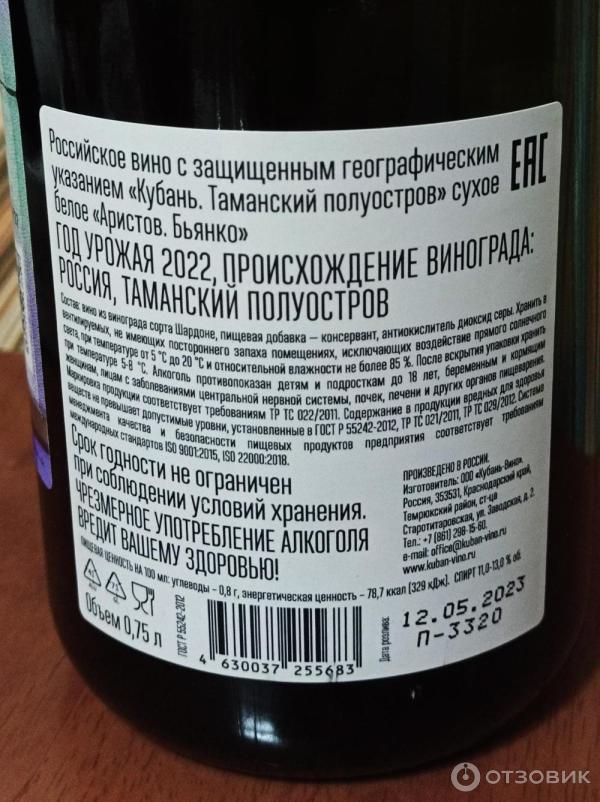 Российское вино с защищенным географическим
указанием «Кубань. Таманский полуостров» сухое
белое «Аристов. Бьянко»
EAC
ГОД УРОЖАЯ 2022, ПРОИСХОЖДЕНИЕ ВИНОГРАДА:
РОССИЯ, ТАМАНСКИЙ ПОЛУОСТРОВ
Состав: вино из винограда сорта Шардоне, пищевая добавка – консервант, антиокислитель диоксид серы. Хранить в
вентилируемых, не имеющих постороннего запаха помещениях, исключающих воздействие прямого солнечного
света, при температуре от 5 °С до 20 °С и относительной влажности не более 85 %. После вскрытия упаковки хранить
при температуре 5-8 °С. Алкоголь противопоказан детям и подросткам до 18 лет, беременным и кормящим
женщинам, лицам с заболеваниями центральной нервной системы, почек, печени и других органов пищеварения.
Маркировка продукции соответствует требованиям ТР ТС 022/2011. Содержание в продукции вредных для здоровья
веществ не превышает допустимые уровни, установленные в ГОСТ Р 55242-2012, ТР ТС 021/2011, ТР ТС 029/2012. Система
менеджмента качества и безопасности пищевых продуктов предприятия соответствует требованиям
международных стандартов ISO 9001:2015, ISO 22000:2018.
Срок годности не ограничен
при соблюдении условий хранения.
ЧРЕЗМЕРНОЕ УПОТРЕБЛЕНИЕ АЛКОГОЛЯ
ВРЕДИТ ВАШЕМУ ЗДОРОВЬЮ!
ПРОИЗВЕДЕНО В РОССИИ.
Изготовитель: ООО «Кубань-Вино»,
Россия, 353531, Краснодарский край,
Темрюкский район, ст-ца
Старотитаровская, ул. Заводская, д. 2.
Тел.: +7 (861) 298-15-60.
e-mail: office@kuban-vino.ru
www.kuban-vino.ru
ПИЩЕВАЯ ЦЕННОСТЬ НА 100 мл: углеводы - 0,8 г, энергетическая ценность - 78,7 ккал (329 кДж). СПИРТ 11,0-13,0 % об.
71
Объем 0,75 л
ГОСТ Р 55242-2012
4 630037 255683
Дата розлива:
12.05.2023
П-3320
ОТЗОВИК